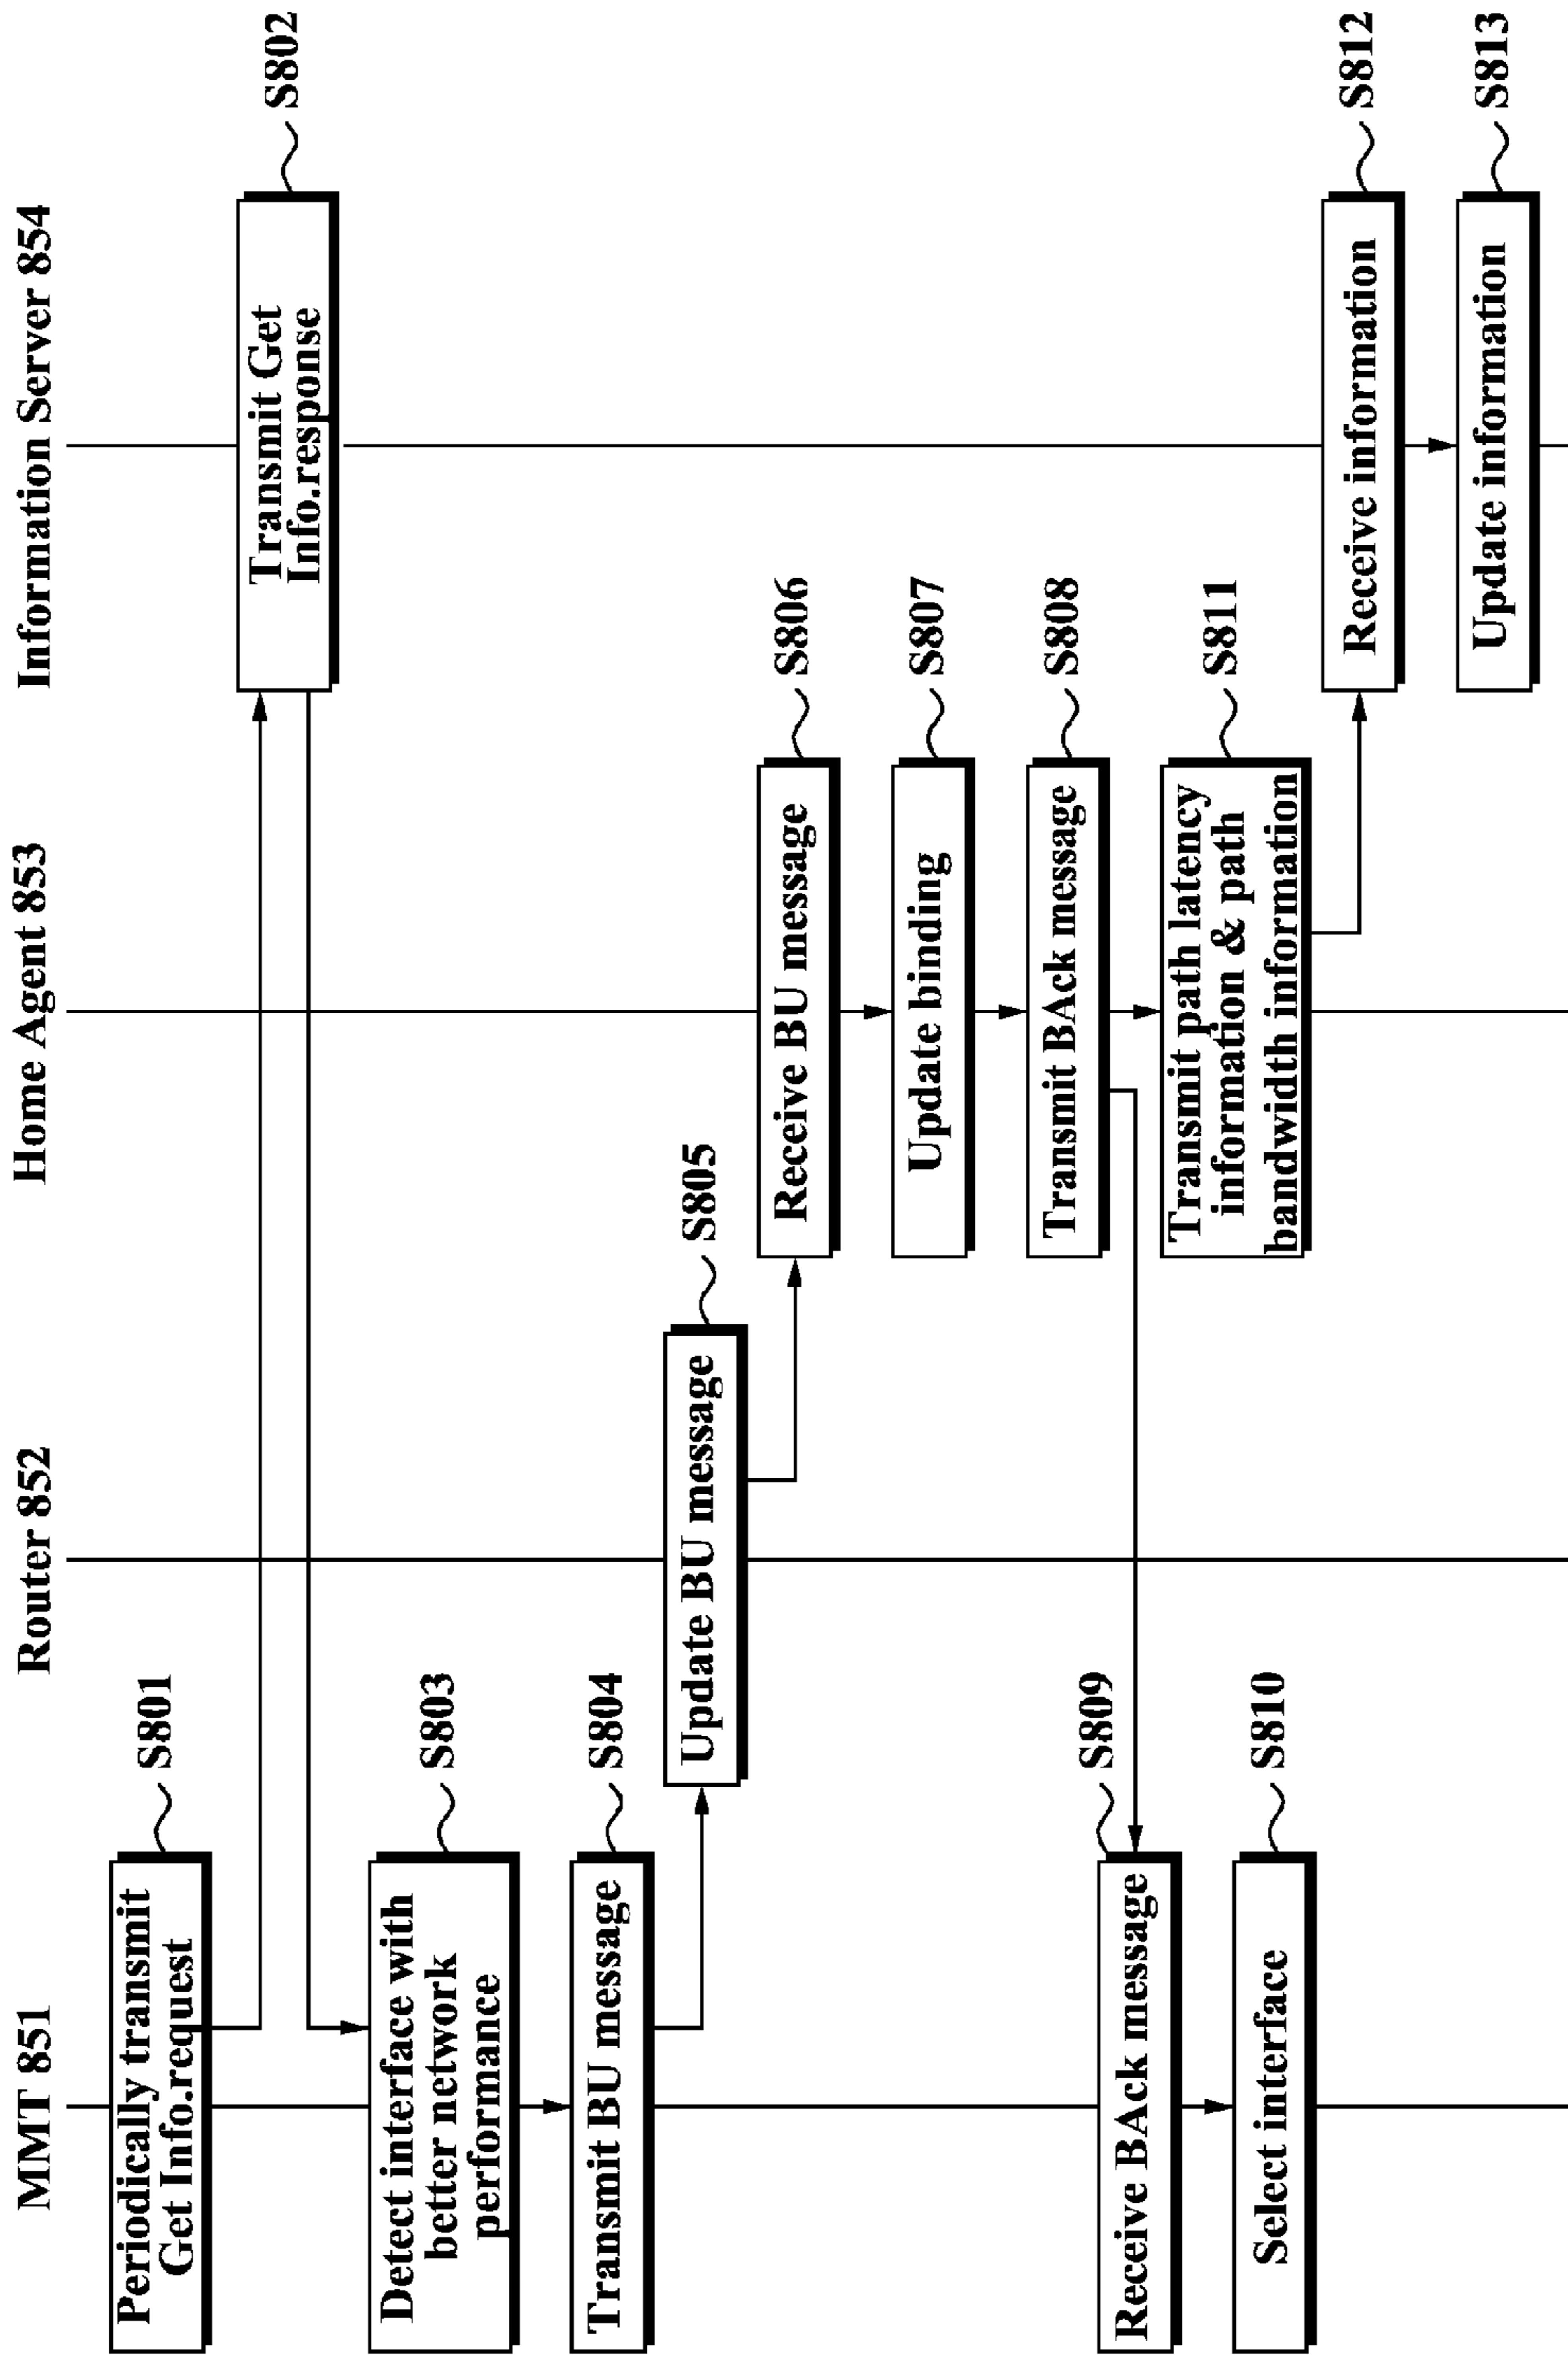 MMT 851
Router 852
Home Agent 853
Information Server 854
Periodically transmit
Get Info.request
S801
Transmit Get
Info.response
S802
Detect interface with
better network
performance
S803
Transmit BU message
S804
Update BU message
S805
Receive BU message
S806
Update binding
S807
Transmit BAck message
S808
Receive BAck message
S809
Select interface
S810
Transmit path latency
information & path
bandwidth information
S811
Receive information
S812
Update information
S813